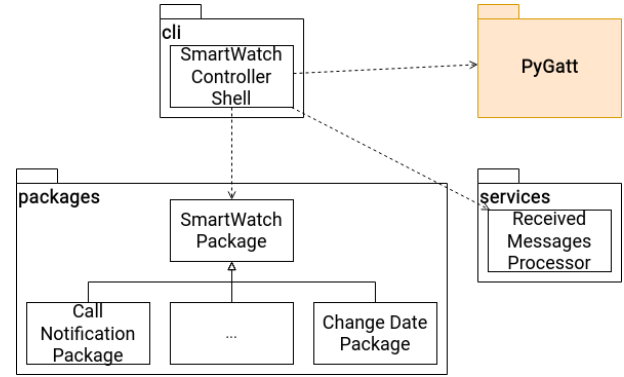 cli
SmartWatch
Controller
Shell
PyGatt
packages
SmartWatch
Package
services
Received
Messages
Processor
Call
Notification
Package
...
Change Date
Package